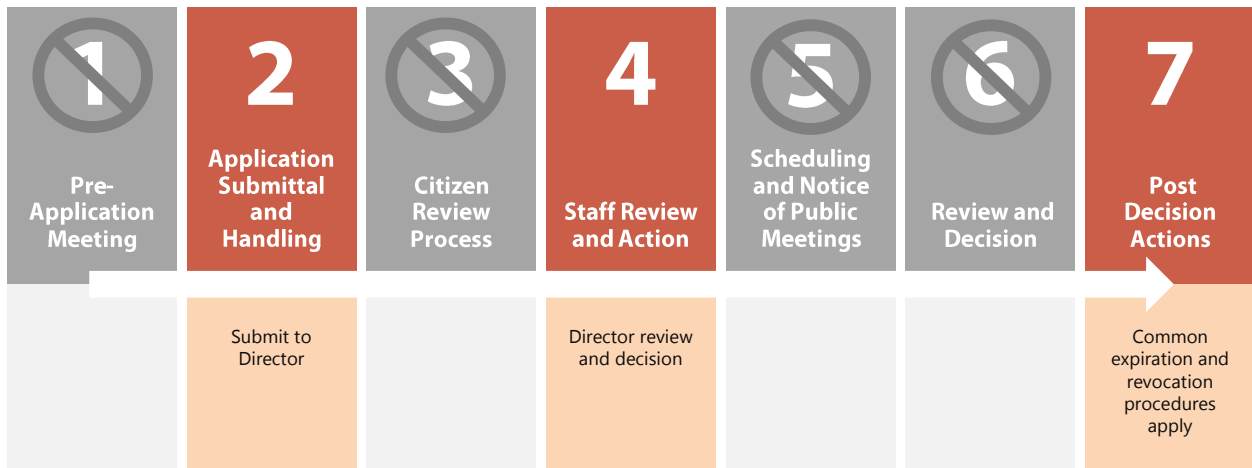 1
Pre-
Application
Meeting
2
Application
Submittal
and
Handling
Submit to
Director
3
Citizen
Review
Process
4
Staff Review
and Action
Director review
and decision
5
Scheduling
and Notice
of Public
Meetings
6
Review and
Decision
7
Post
Decision
Actions
Common
expiration and
revocation
procedures
apply